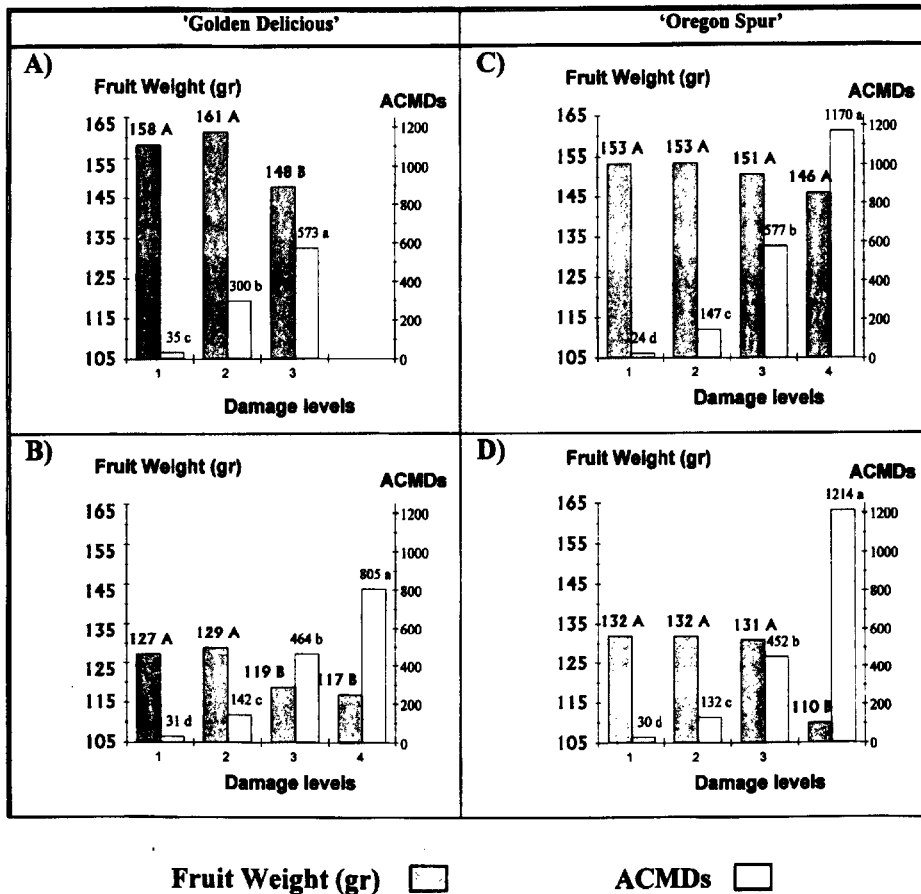 'Golden Delicious'
'Oregon Spur'
A)
Fruit Weight (gr)
ACMDs
165
155
145
135
125
115
105
158 A
161 A
148 B
35 c
300 b
573 a
1200
1000
800
600
400
200
0
1 2 3
Damage levels
C)
Fruit Weight (gr)
ACMDs
165
155
145
135
125
115
105
153 A
153 A
151 A
146 A
24 d
147 c
577 b
1170 a
1200
1000
800
600
400
200
0
1 2 3 4
Damage levels
B)
Fruit Weight (gr)
ACMDs
165
155
145
135
125
115
105
127 A
129 A
119 B
117 B
31 d
142 c
464 b
805 a
1200
1000
800
600
400
200
0
1 2 3 4
Damage levels
D)
Fruit Weight (gr)
ACMDs
165
155
145
135
125
115
105
132 A
132 A
131 A
110 B
30 d
132 c
452 b
1214 a
1200
1000
800
600
400
200
0
1 2 3
Damage levels
Fruit Weight (gr)
ACMDs